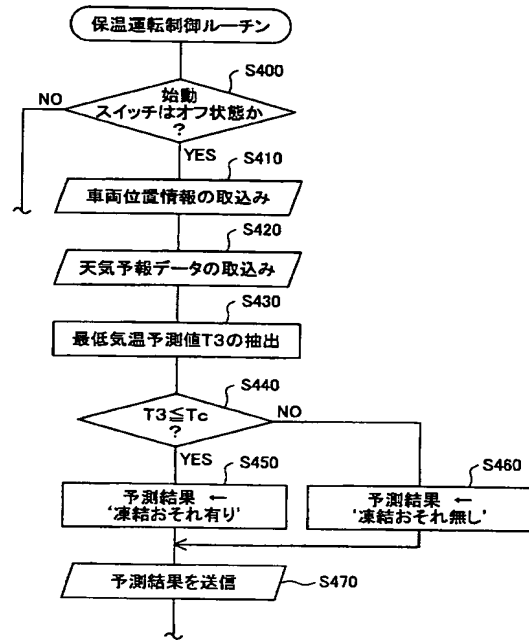 保温運転制御ルーチン
S400
始動
スイッチはオフ状態か
?
NO
YES
S410
車両位置情報の取込み
S420
天気予報データの取込み
S430
最低気温予測値T3の抽出
S440
T3≦Tc
?
NO
YES
S450
予測結果 ←
'凍結おそれ有り'
S460
予測結果 ←
'凍結おそれ無し'
予測結果を送信
S470